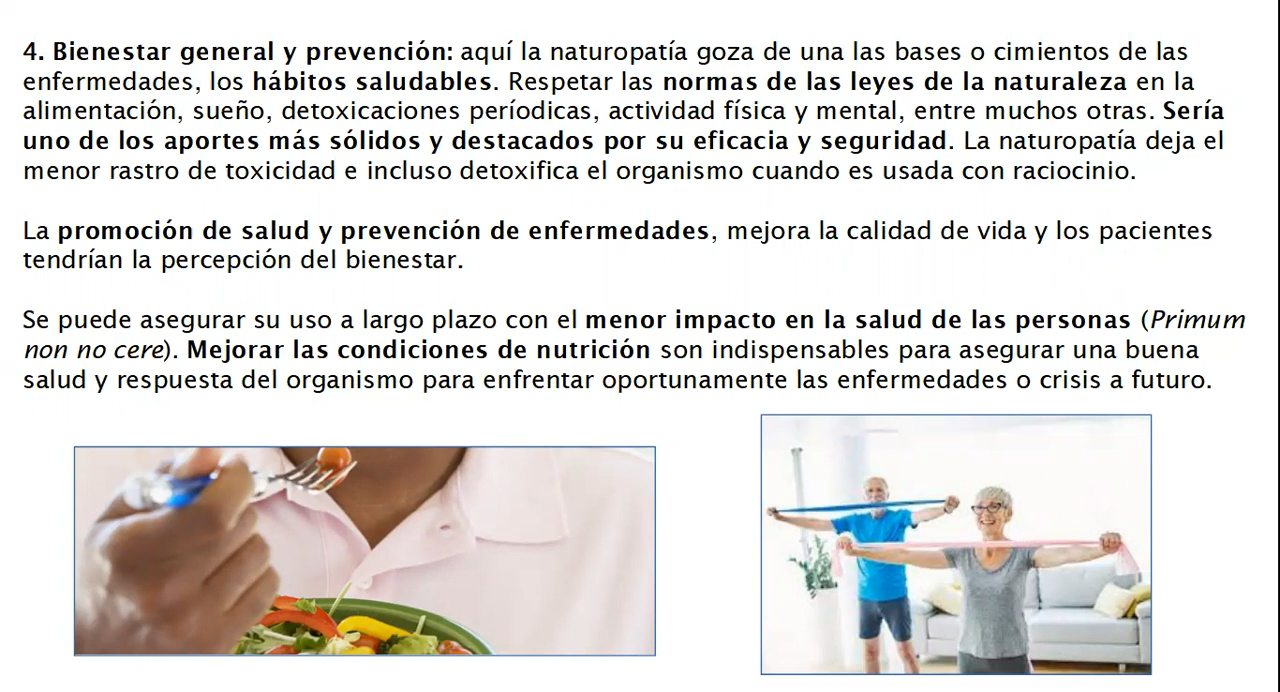 4. Bienestar general y prevención: aquí la naturopatía goza de una las bases o cimientos de las
enfermedades, los hábitos saludables. Respetar las normas de las leyes de la naturaleza en la
alimentación, sueño, detoxicaciones períodicas, actividad física y mental, entre muchos otras. Sería
uno de los aportes más sólidos y destacados por su eficacia y seguridad. La naturopatía deja el
menor rastro de toxicidad e incluso detoxifica el organismo cuando es usada con raciocinio.
La promoción de salud y prevención de enfermedades, mejora la calidad de vida y los pacientes
tendrían la percepción del bienestar.
Se puede asegurar su uso a largo plazo con el menor impacto en la salud de las personas (Primum
non no cere). Mejorar las condiciones de nutrición son indispensables para asegurar una buena
salud y respuesta del organismo para enfrentar oportunamente las enfermedades o crisis a futuro.